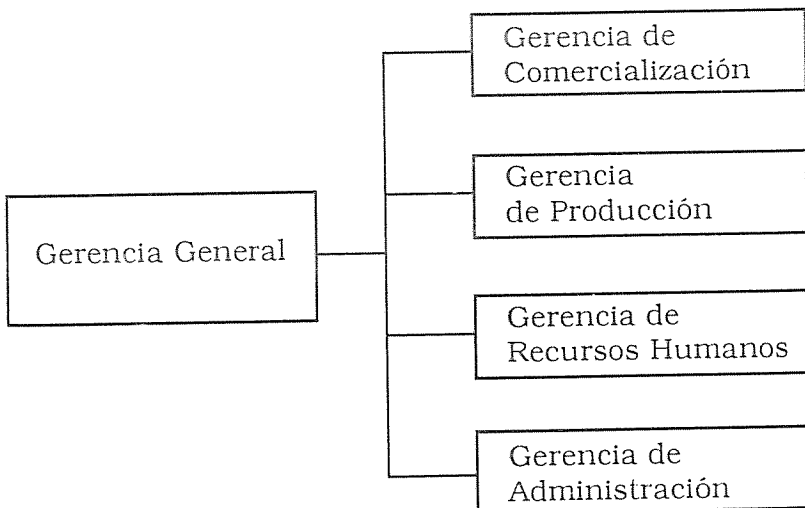 Gerencia de
Comercialización
Gerencia
de Producción
Gerencia General
Gerencia de
Recursos Humanos
Gerencia de
Administración